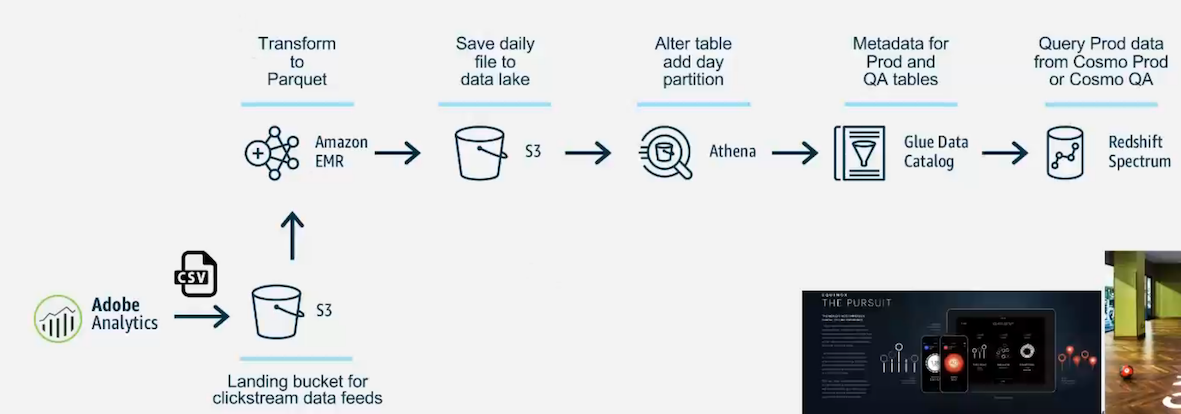 Transform
to
Parquet
Save daily
file to
data lake
Alter table
add day
partition
Metadata for
Prod and
QA tables
Query Prod data
from Cosmo Prod
or Cosmo QA
Amazon
EMR
S3
Athena
Glue Data
Catalog
Redshift
Spectrum
CSV
Adobe
Analytics
S3
Landing bucket for
clickstream data feeds
EQUINOX
THE PURSUIT
3